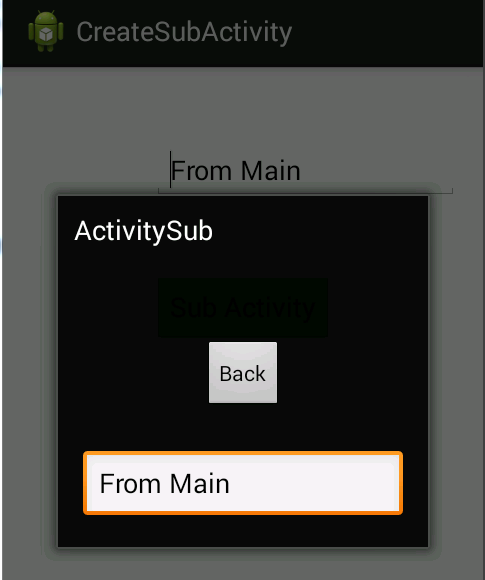 CreateSubActivity
From Main
ActivitySub
Sub Activity
Back
From Main